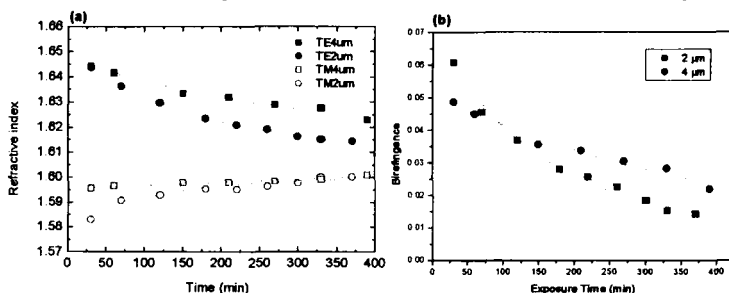 (a)
1.66
1.65
1.64
1.63
1.62
1.61
1.60
1.59
1.58
1.57
Refractive index
TE4um
TE2um
TM4um
TM2um
0 50 100 150 200 250 300 350 400
Time (min)
(b)
0.07
0.06
0.05
0.04
0.03
0.02
0.01
0.00
Birefingence
2 µm
4 µm
0 50 100 150 200 250 300 350 400
Exposure Time (min)